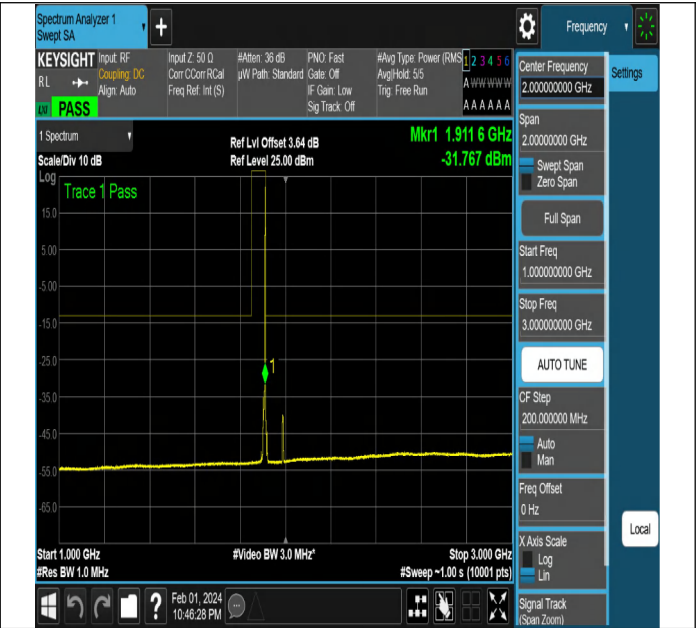 Spectrum Analyzer 1
Swept SA
+
Frequency
KEYSIGHT
Input: RF
Coupling: DC
Align: Auto
RL
LXI
PASS
Input Z: 50 Ω
Corr CCorr RCal
Freq Ref: Int (S)
#Atten: 36 dB
µW Path: Standard
PNO: Fast
Gate: Off
IF Gain: Low
Sig Track: Off
#Avg Type: Power (RMS
Avg|Hold: 5/5
Trig: Free Run
1 2 3 4 5 6
A W W W W W
A A A A A A
1 Spectrum
Scale/Div 10 dB
Ref Lvl Offset 3.64 dB
Ref Level 25.00 dBm
Mkr1 1.911 6 GHz
-31.767 dBm
Log
Trace 1 Pass
15.0
5.00
-5.00
-15.0
-25.0
-35.0
-45.0
-55.0
-65.0
1
Start 1.000 GHz
#Res BW 1.0 MHz
#Video BW 3.0 MHz*
Stop 3.000 GHz
#Sweep ~1.00 s (10001 pts)
Feb 01, 2024
10:46:28 PM
?
Center Frequency
2.000000000 GHz
Settings
Span
2.00000000 GHz
Swept Span
Zero Span
Full Span
Start Freq
1.000000000 GHz
Stop Freq
3.000000000 GHz
AUTO TUNE
CF Step
200.000000 MHz
Auto
Man
Freq Offset
0 Hz
X Axis Scale
Log
Lin
Local
Signal Track
(Span Zoom)